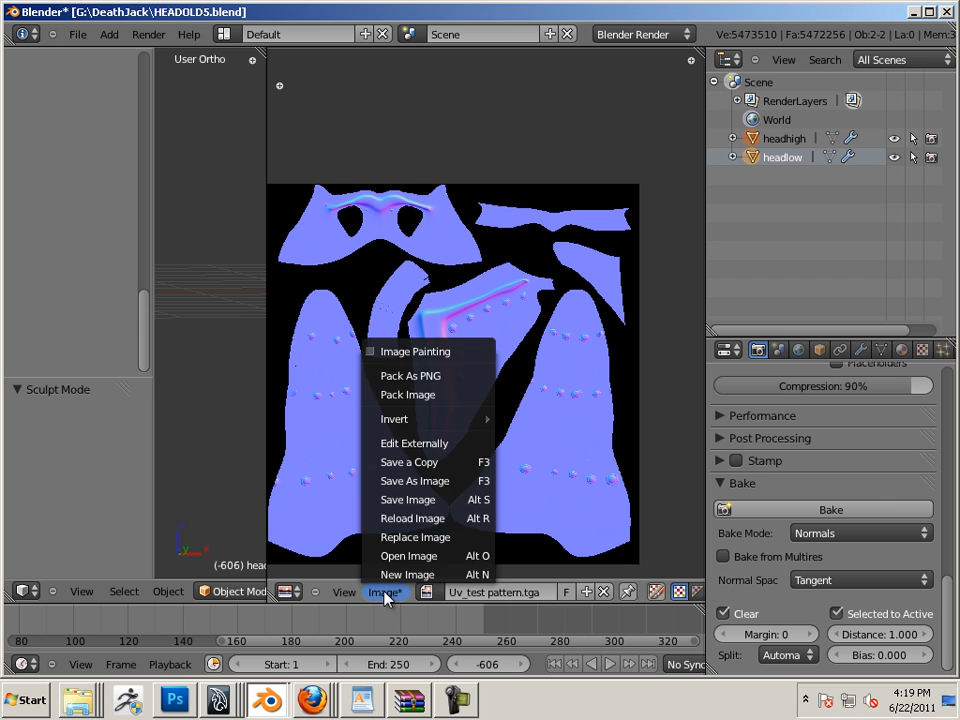 Blender* [G:\DeathJack\HEADOLD5.blend]
File Add Render Help Default Scene Blender Render Ve:5473510 | Fa:5472256 | Ob:2-2 | La:0 | Mem:3
User Ortho
View Search All Scenes
Scene
RenderLayers
World
headhigh
headlow
Sculpt Mode
Image Painting
Pack As PNG
Pack Image
Invert
Edit Externally
Save a Copy F3
Save As Image F3
Save Image Alt S
Reload Image Alt R
Replace Image
Open Image Alt O
New Image Alt N
Placeholders
Compression: 90%
Performance
Post Processing
Stamp
Bake
Bake
Bake Mode: Normals
Bake from Multires
Normal Spac Tangent
Clear Selected to Active
Margin: 0 Distance: 1.000
Split: Automa Bias: 0.000
z
y x
(-606) head
View Select Object Object Mod View Image* Uv_test pattern.tga F
80 100 120 140 160 180 200 220 240 260 280 300 320
View Frame Playback Start: 1 End: 250 -606 No Sync
Start Ps
4:19 PM
6/22/2011